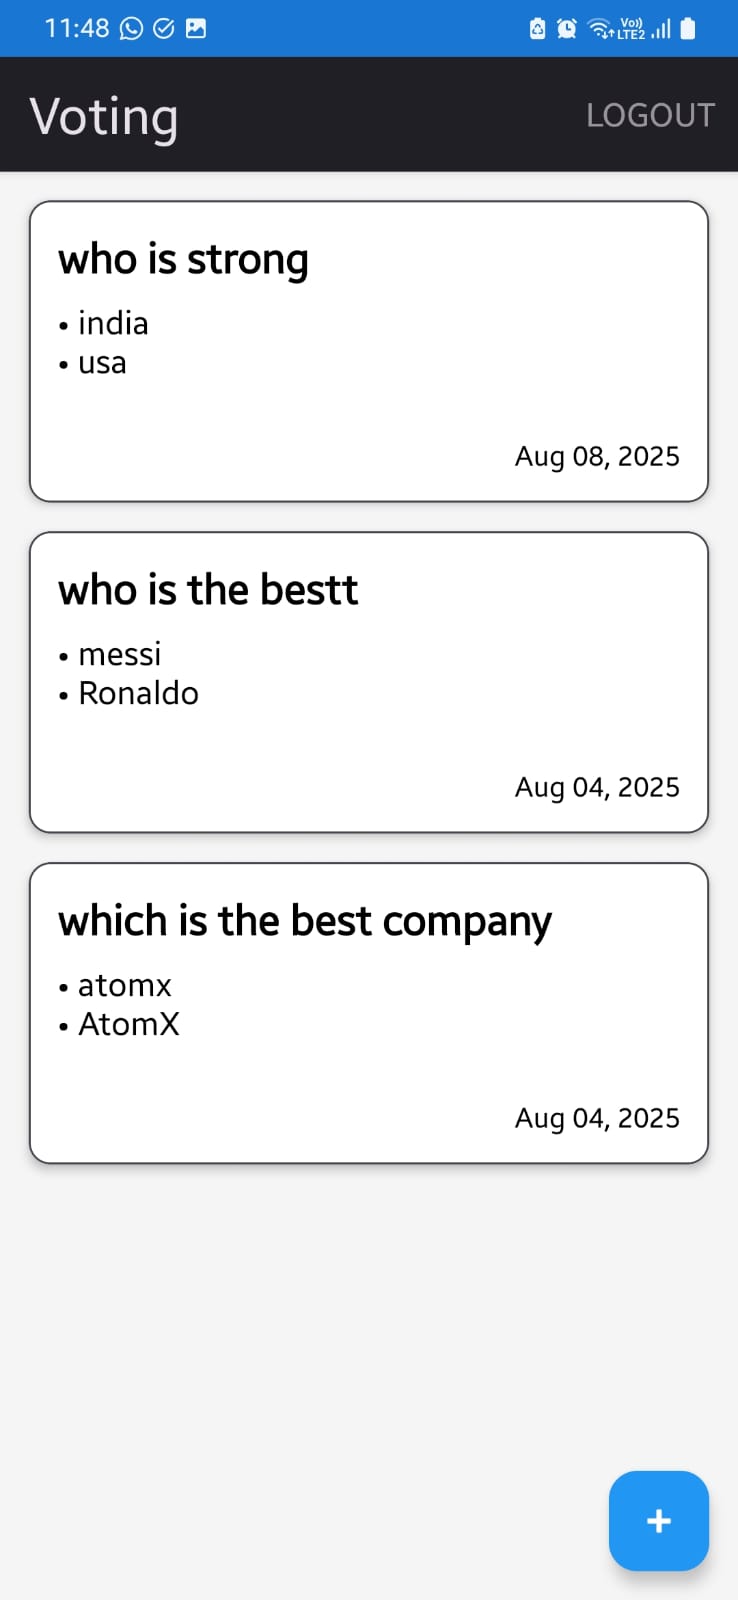 11:48
Vo))
LTE2
Voting
LOGOUT
who is strong
• india
• usa
Aug 08, 2025
who is the bestt
• messi
• Ronaldo
Aug 04, 2025
which is the best company
• atomx
• AtomX
Aug 04, 2025
+